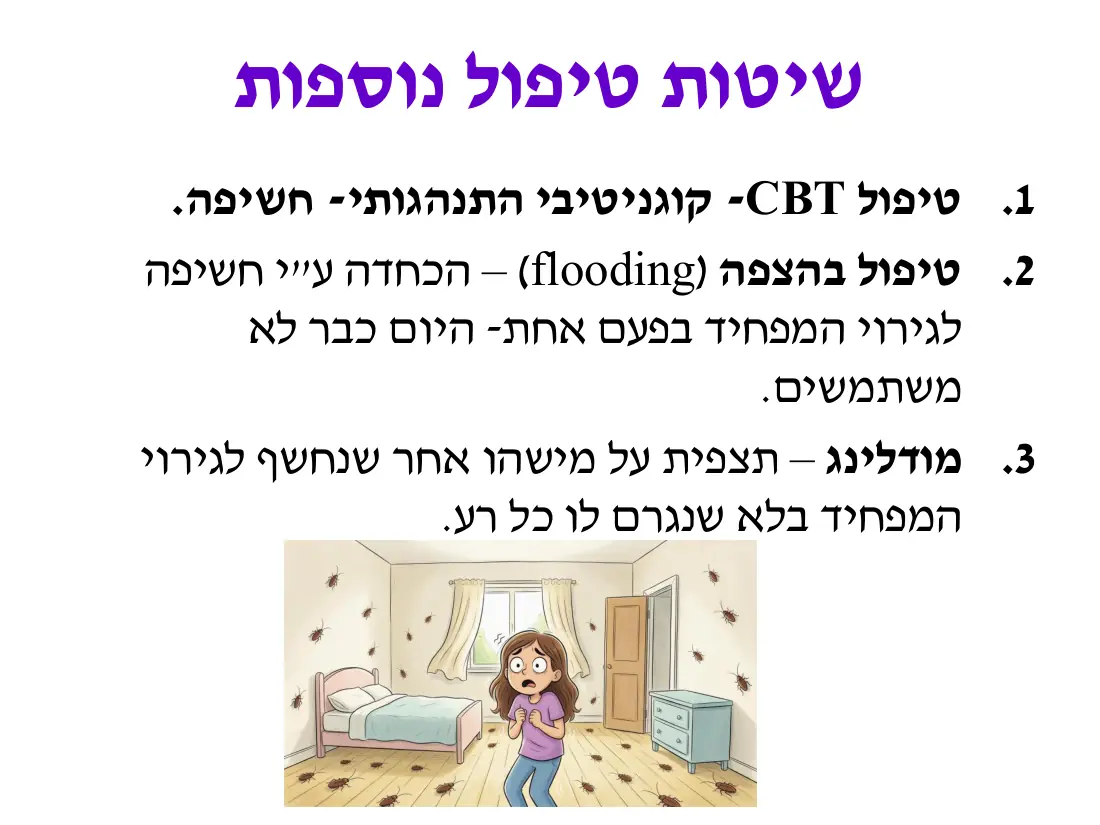 שיטות טיפול נוספות
1. טיפול CBT- קוגניטיבי התנהגותי- חשיפה.
2. טיפול בהצפה (flooding) – הכחדה ע״י חשיפה
לגירוי המפחיד בפעם אחת- היום כבר לא
משתמשים.
3. מודלינג – תצפית על מישהו אחר שנחשף לגירוי
המפחיד בלא שנגרם לו כל רע.